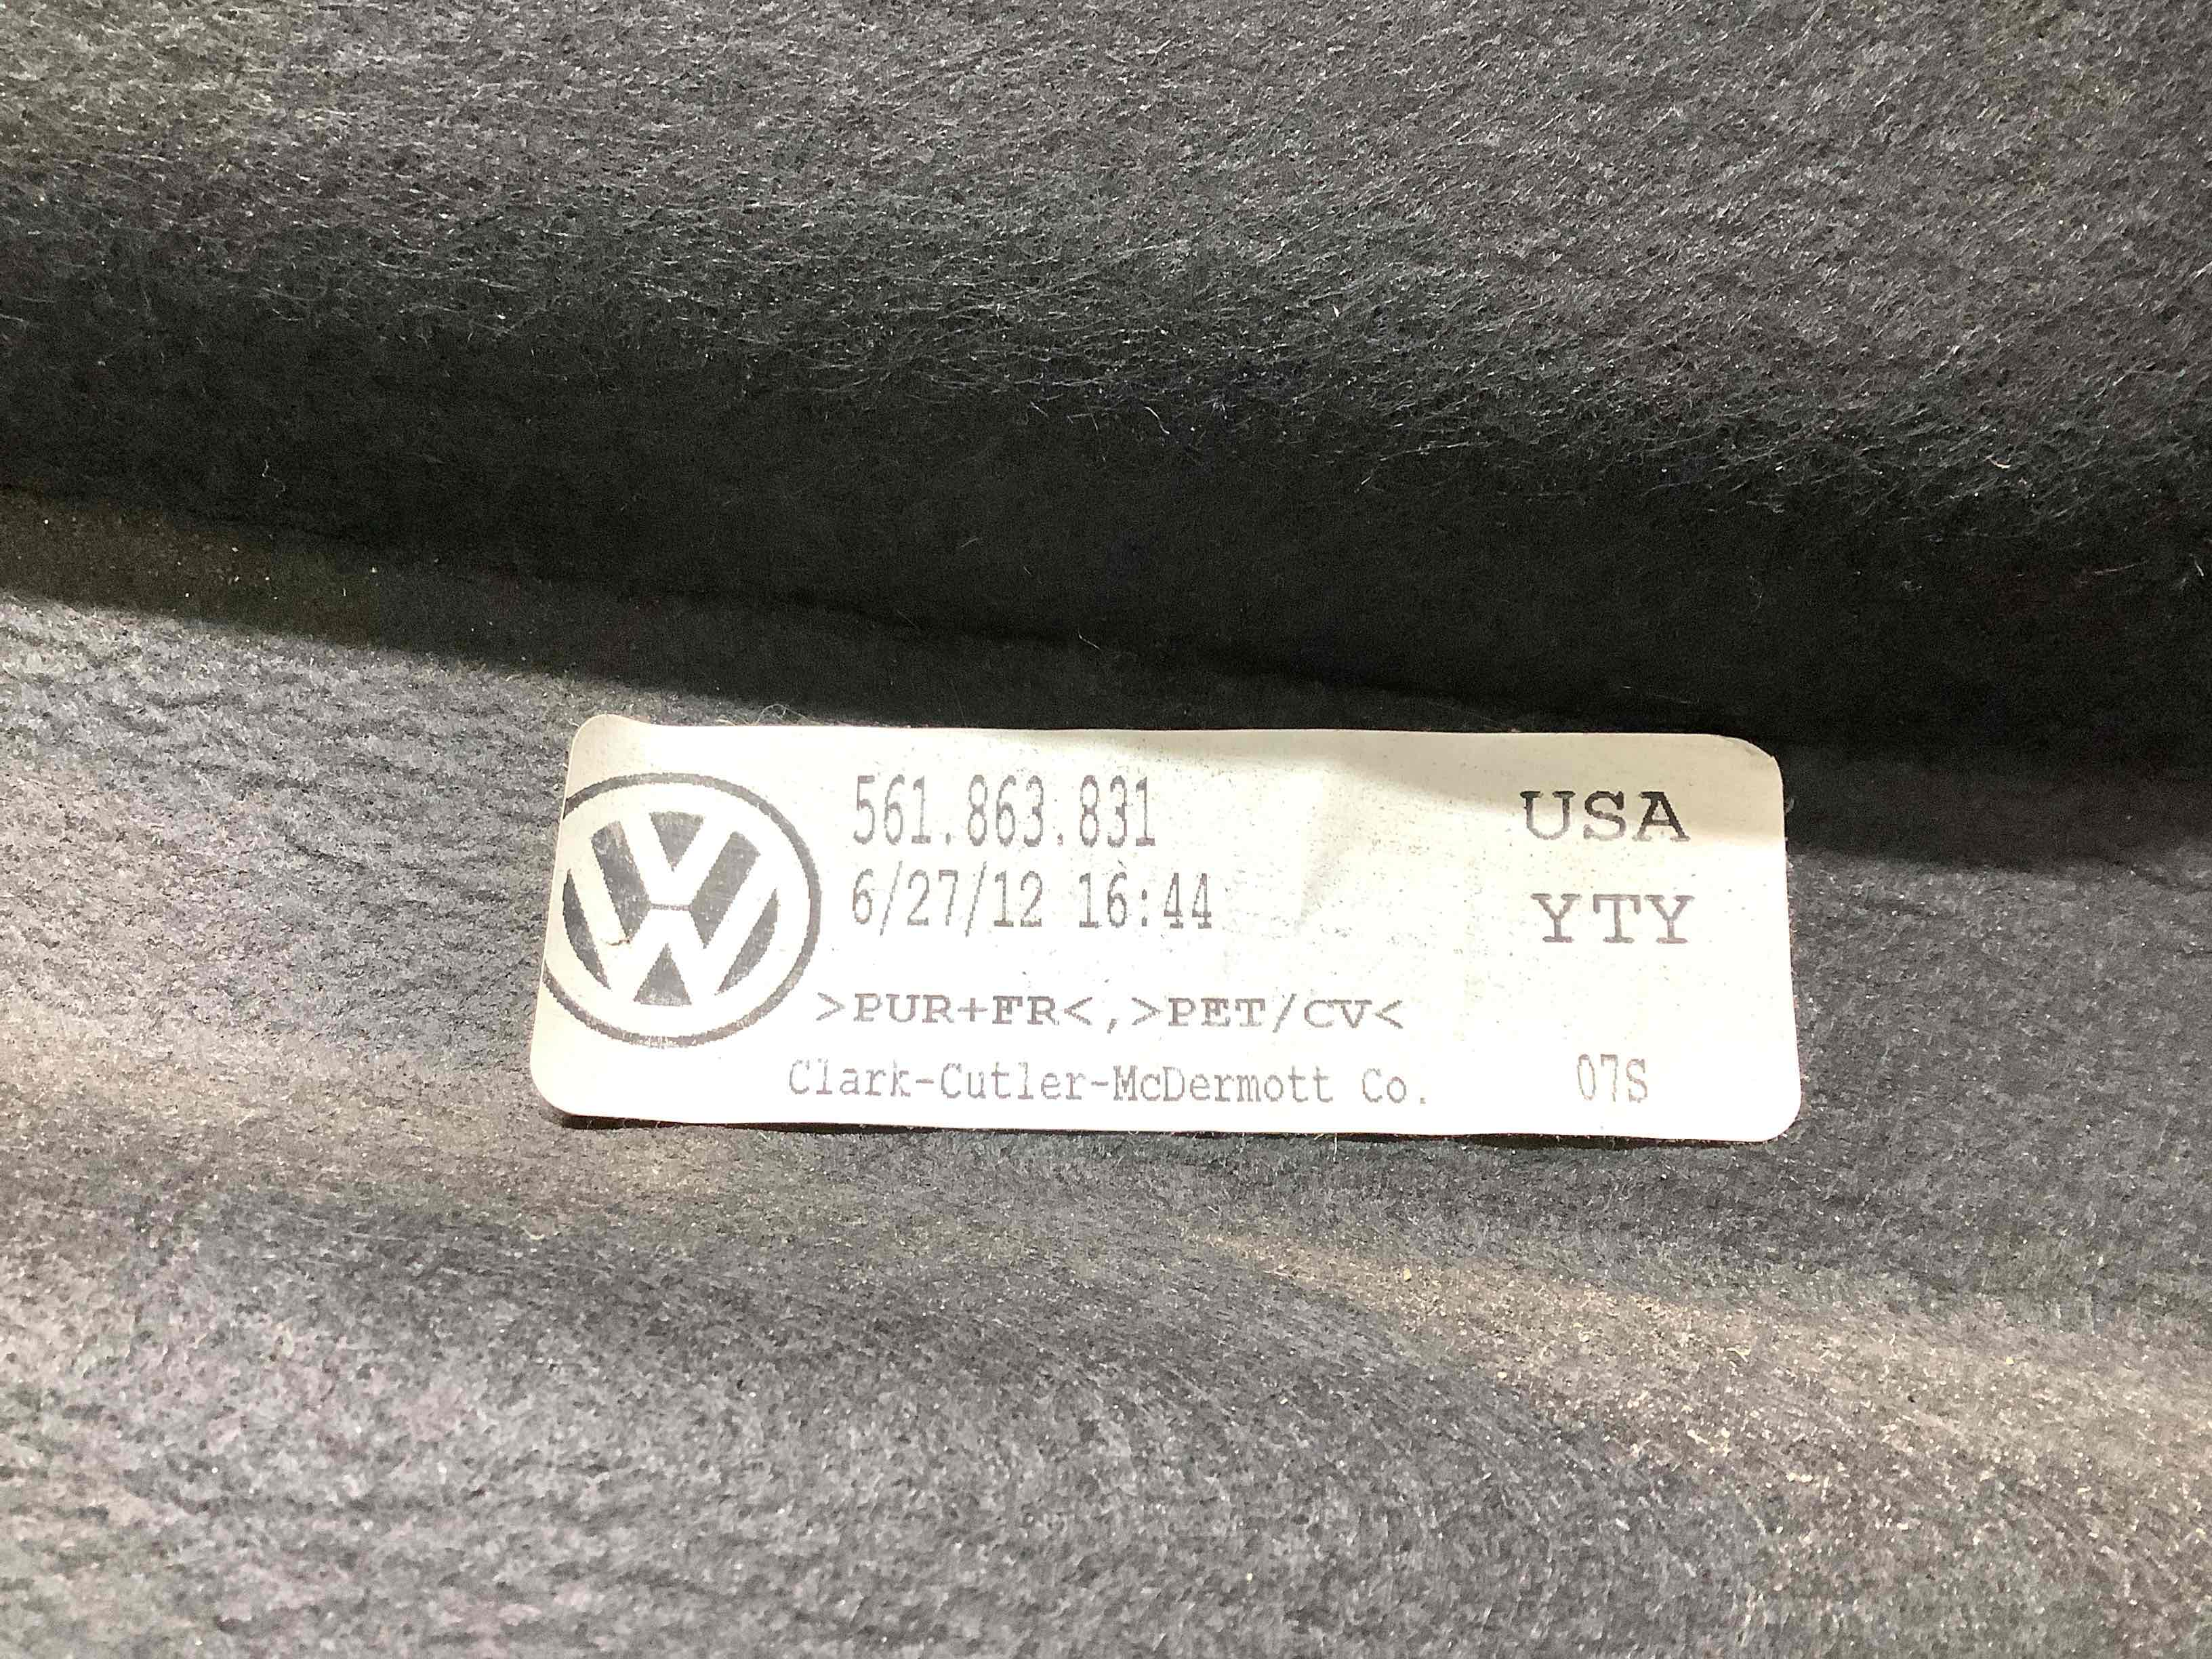 561.863.831 USA
6/27/12 16:44 YTY
>PUR+FR<,>PET/CV<
Clark-Cutler-McDermott Co. 07S